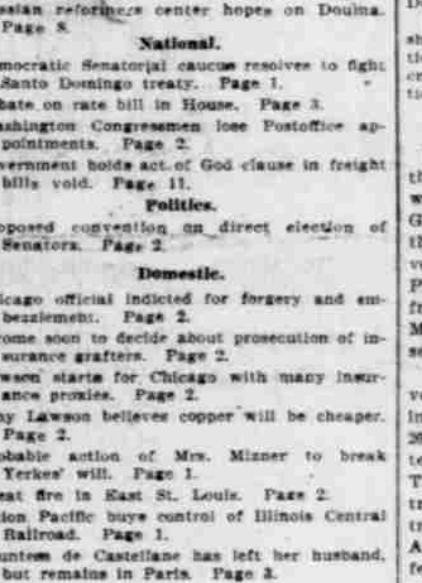 ssian reformers center hopes on Douma.
Page 8.
National.
mocratic Senatorial caucus resolves to fight
Santo Domingo treaty. Page 1.
bate on rate bill in House. Page 3.
ashington Congressmen lose Postoffice ap-
pointments. Page 2.
vernment holds act of God clause in freight
bills void. Page 11.
Politics.
oposed convention on direct election of
Senators. Page 2.
Domestic.
icago official indicted for forgery and em-
bezzlement. Page 2.
rome soon to decide about prosecution of in-
surance grafters. Page 2.
wson starts for Chicago with many insur-
ance proxies. Page 2.
ay Lawson believes copper will be cheaper.
Page 2.
obable action of Mrs. Mizner to break
Yerkes' will. Page 1.
eat fire in East St. Louis. Page 2.
ion Pacific buys control of Illinois Central
Railroad. Page 1.
untess de Castellane has left her husband,
but remains in Paris. Page 3.